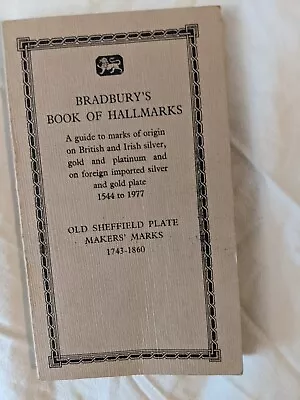 BRADBURY'S
BOOK OF HALLMARKS
A guide to marks of origin
on British and Irish silver,
gold and platinum and
on foreign imported silver
and gold plate
1544 to 1977
OLD SHEFFIELD PLATE
MAKERS' MARKS
1743-1860